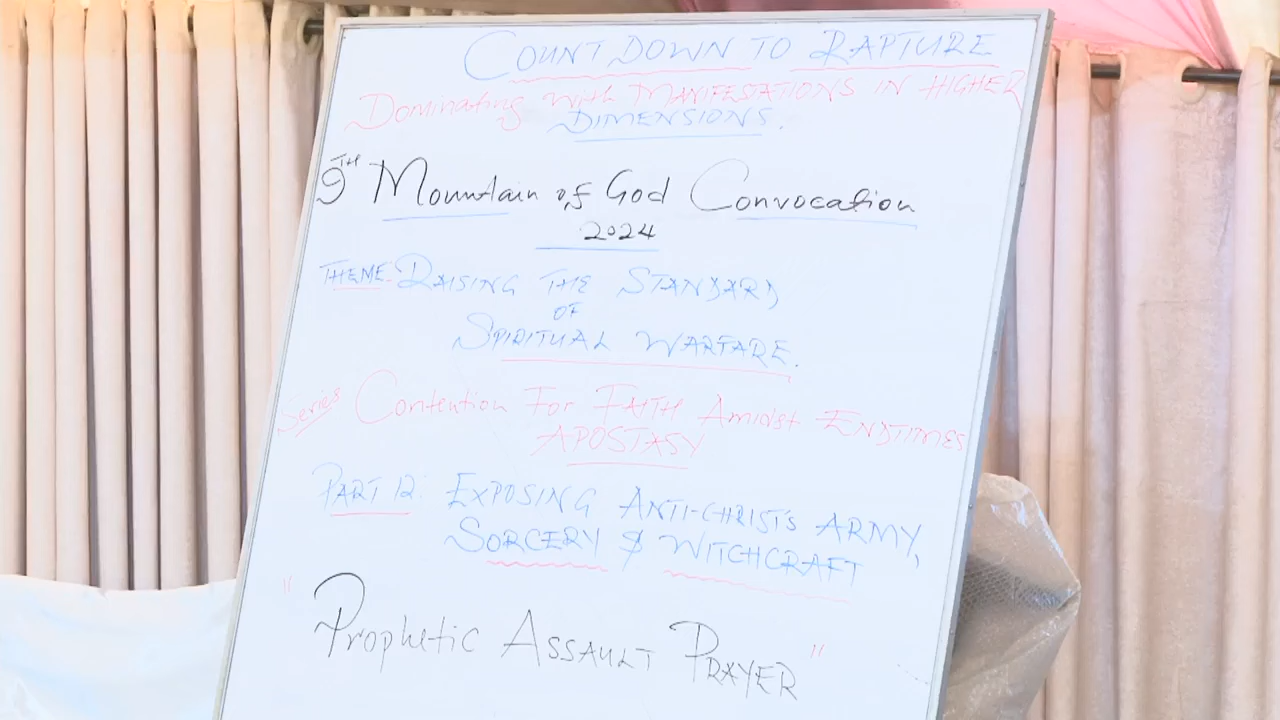 COUNT DOWN TO RAPTURE
Dominating with MANIFESTATIONS IN HIGHER
DIMENSIONS.
9TH Mountain of God Convocation
2024
THEME: RAISING THE STANDARD
OF
SPIRITUAL WARFARE.
Series Contention FOR FAITH Amidst ENDTIMES
APOSTASY
PART 12: EXPOSING ANTI-CHRIST'S ARMY,
SORCERY $ WITCHCRAFT
"Prophetic ASSAULT PRAYER"